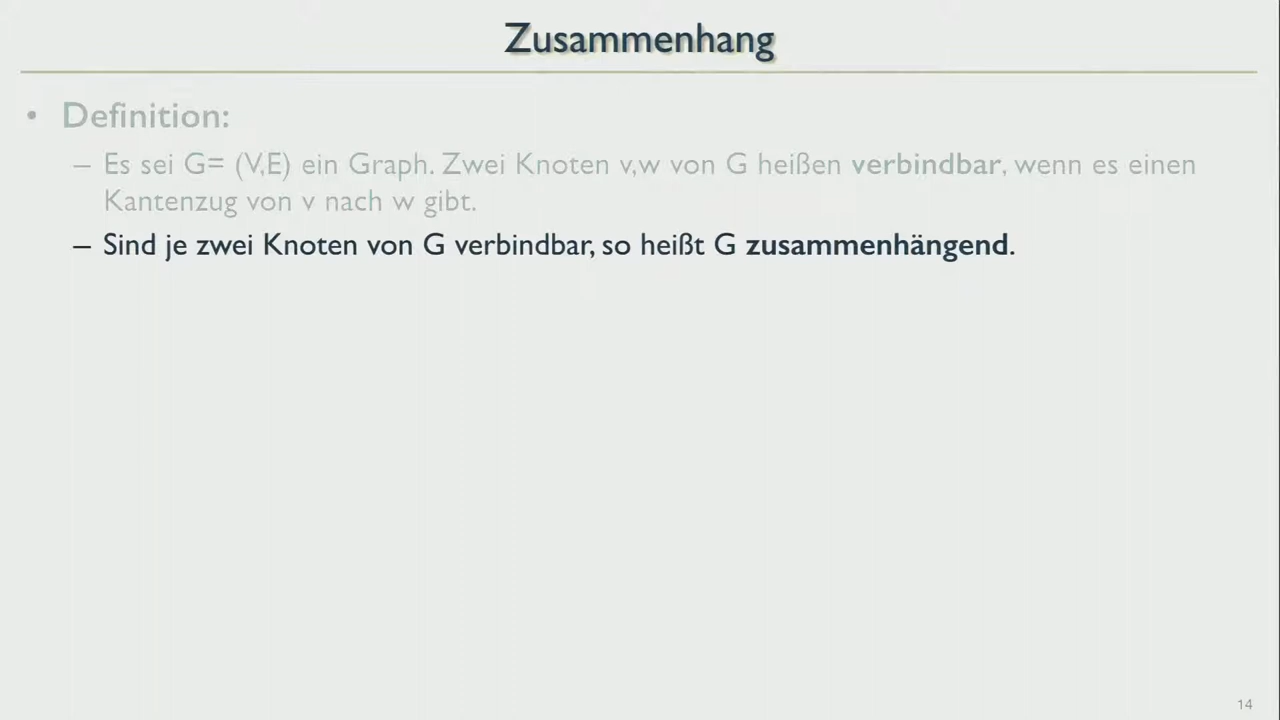 Zusammenhang
• Definition:
– Es sei G= (V,E) ein Graph. Zwei Knoten v,w von G heißen verbindbar, wenn es einen
Kantenzug von v nach w gibt.
– Sind je zwei Knoten von G verbindbar, so heißt G zusammenhängend.
14